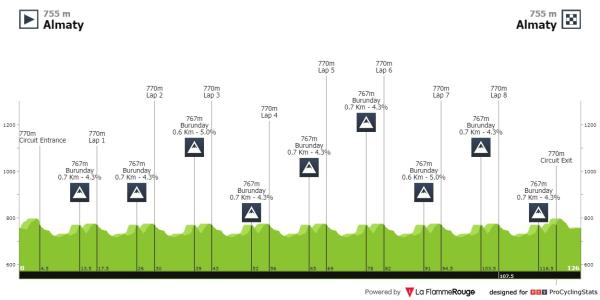 755 m
Almaty
755 m
Almaty
770m
Circuit Entrance
770m
Lap 1
770m
Lap 2
770m
Lap 3
770m
Lap 4
770m
Lap 5
770m
Lap 6
770m
Lap 7
770m
Lap 8
770m
Circuit Exit
767m
Burunday
0.7 Km - 4.3%
767m
Burunday
0.7 Km - 4.3%
767m
Burunday
0.6 Km - 5.0%
767m
Burunday
0.7 Km - 4.3%
767m
Burunday
0.7 Km - 4.3%
767m
Burunday
0.7 Km - 4.3%
767m
Burunday
0.6 Km - 5.0%
767m
Burunday
0.7 Km - 4.3%
767m
Burunday
0.7 Km - 4.3%
1200
1000
800
600
1200
1000
800
600
0 4.5 13.5 17.5 26 30 39 43 52 56 65 69 78 82 91 94.5 103.5 116.5 126
107.5
Powered by La FlammeRouge designed for PCS ProCyclingStats